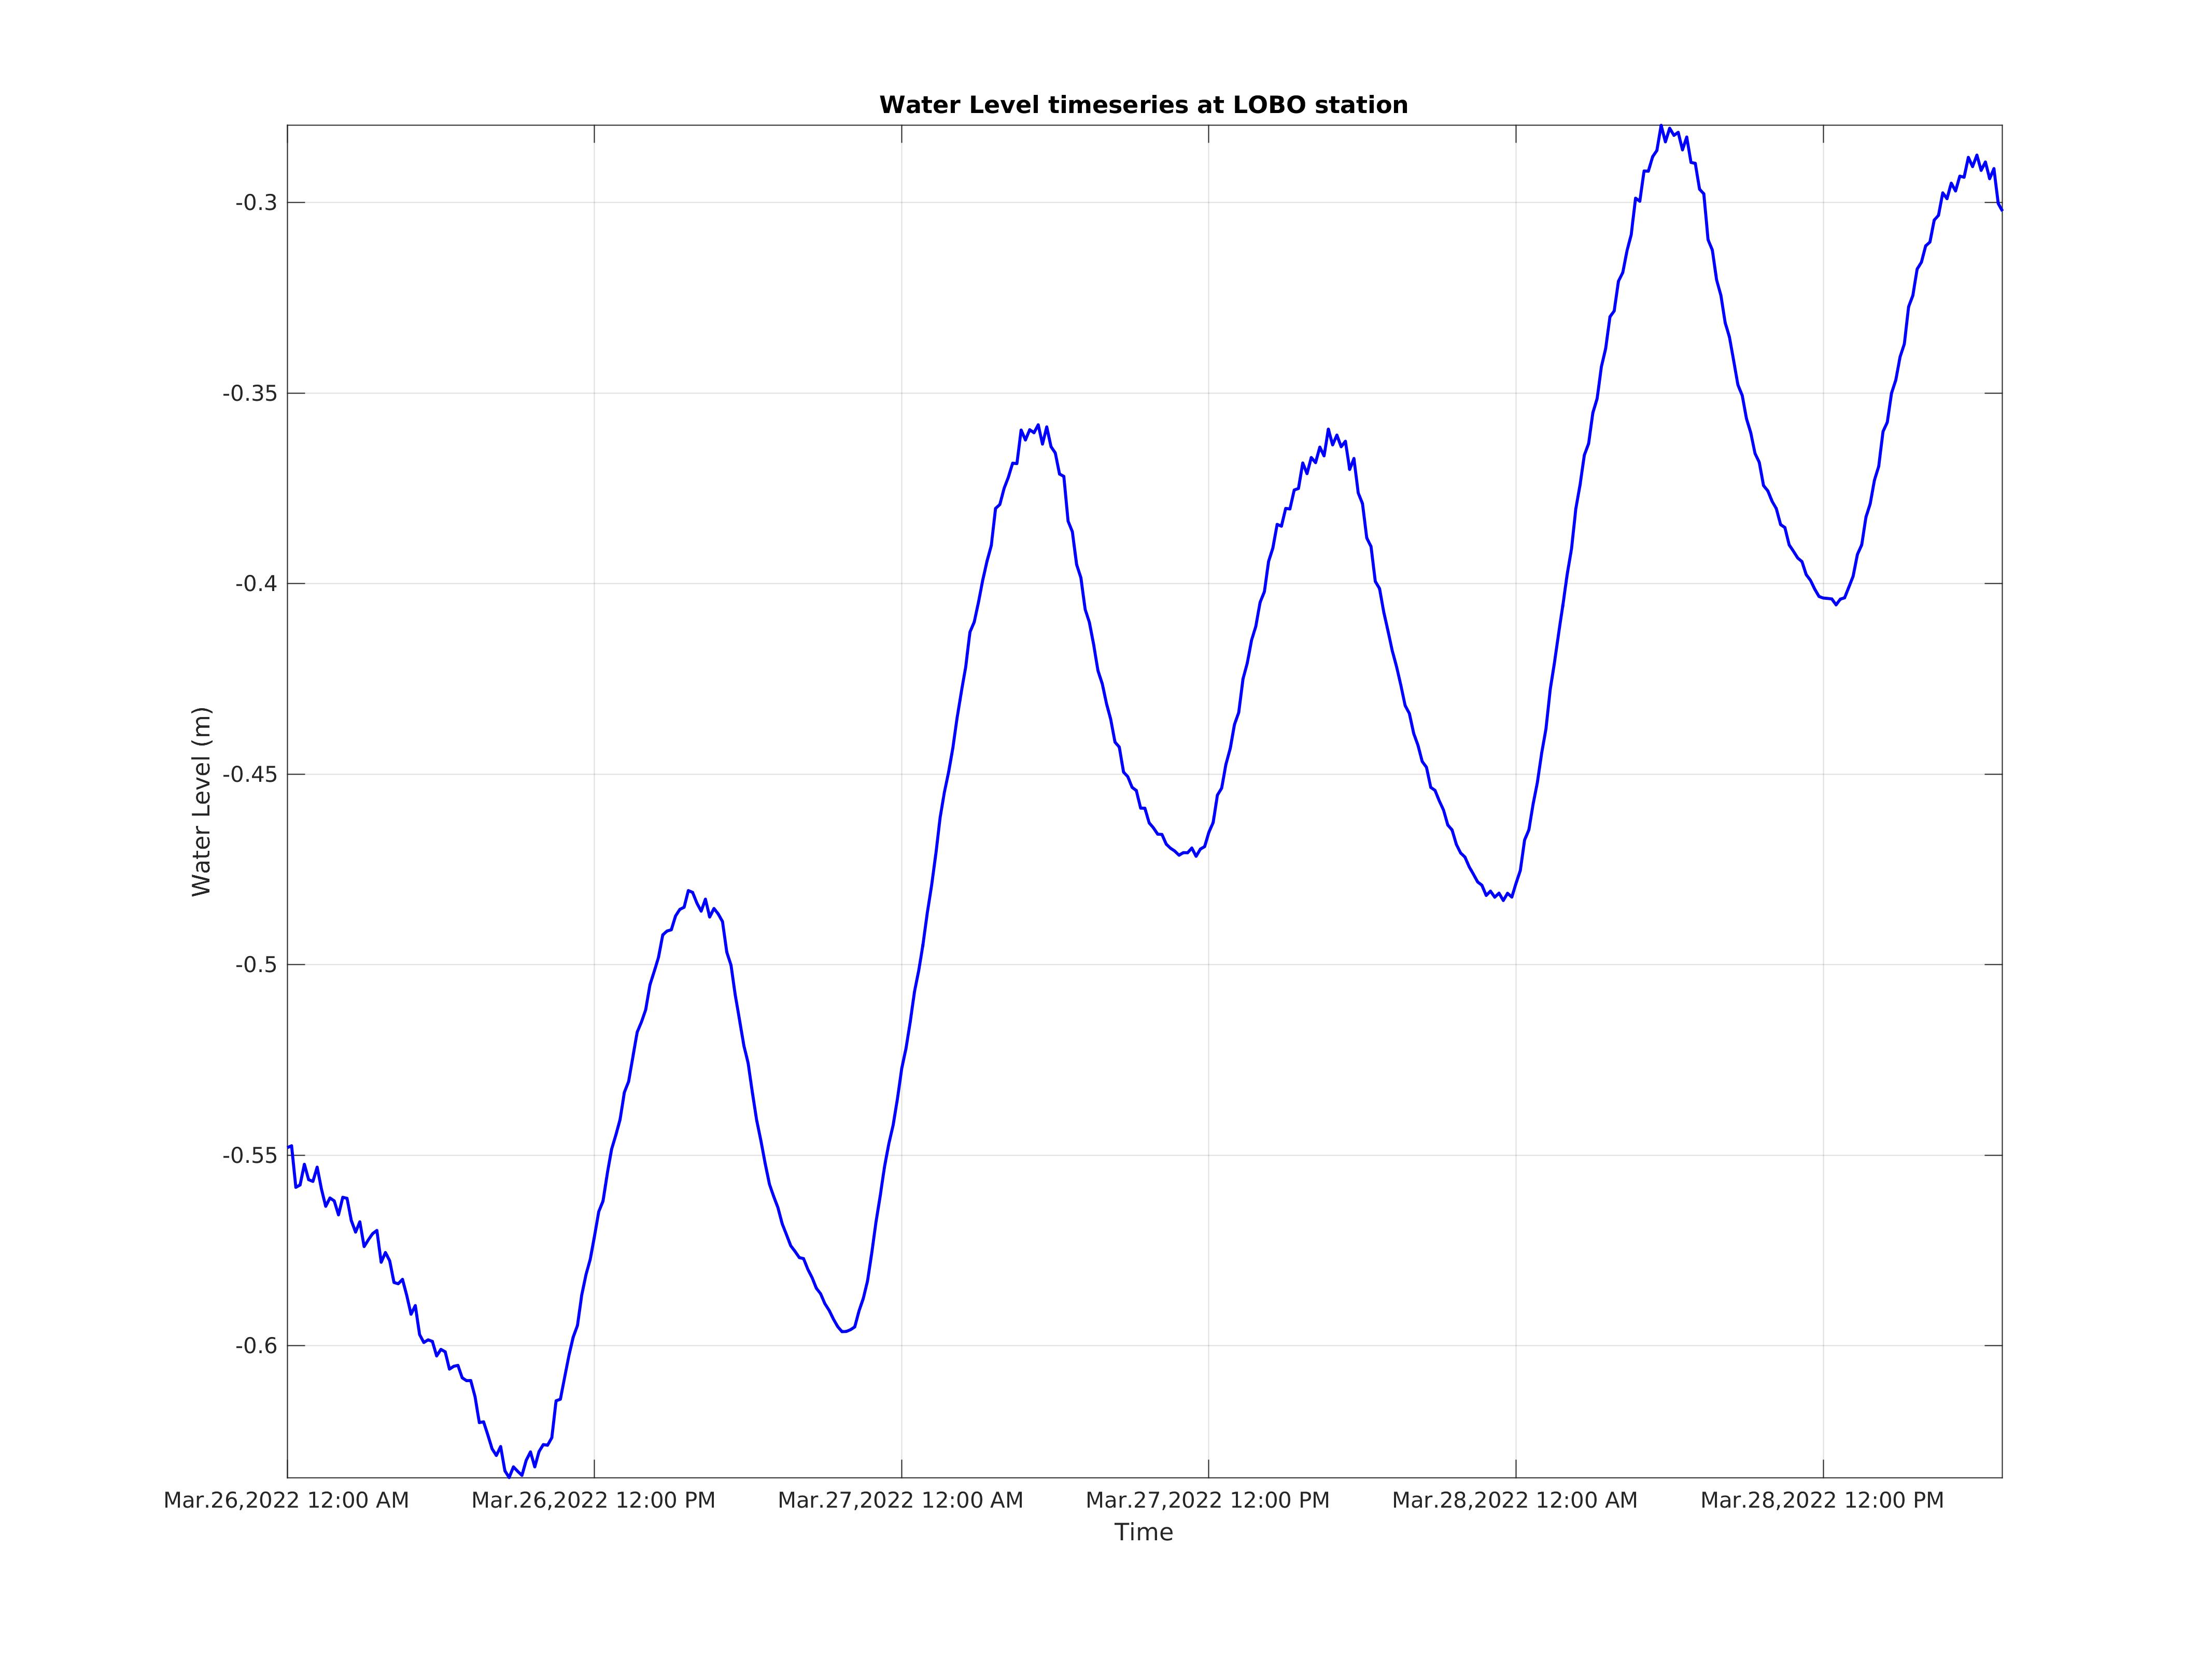 Water Level timeseries at LOBO station
-0.3
-0.35
-0.4
-0.45
-0.5
-0.55
-0.6
Water Level (m)
Mar.26,2022 12:00 AM Mar.26,2022 12:00 PM Mar.27,2022 12:00 AM Mar.27,2022 12:00 PM Mar.28,2022 12:00 AM Mar.28,2022 12:00 PM
Time